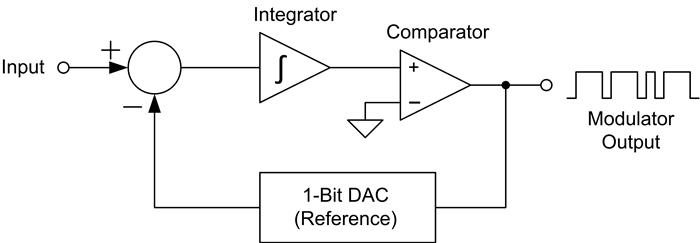 Integrator
Comparator
Input
+
−
∫
+
−
Modulator
Output
1-Bit DAC
(Reference)